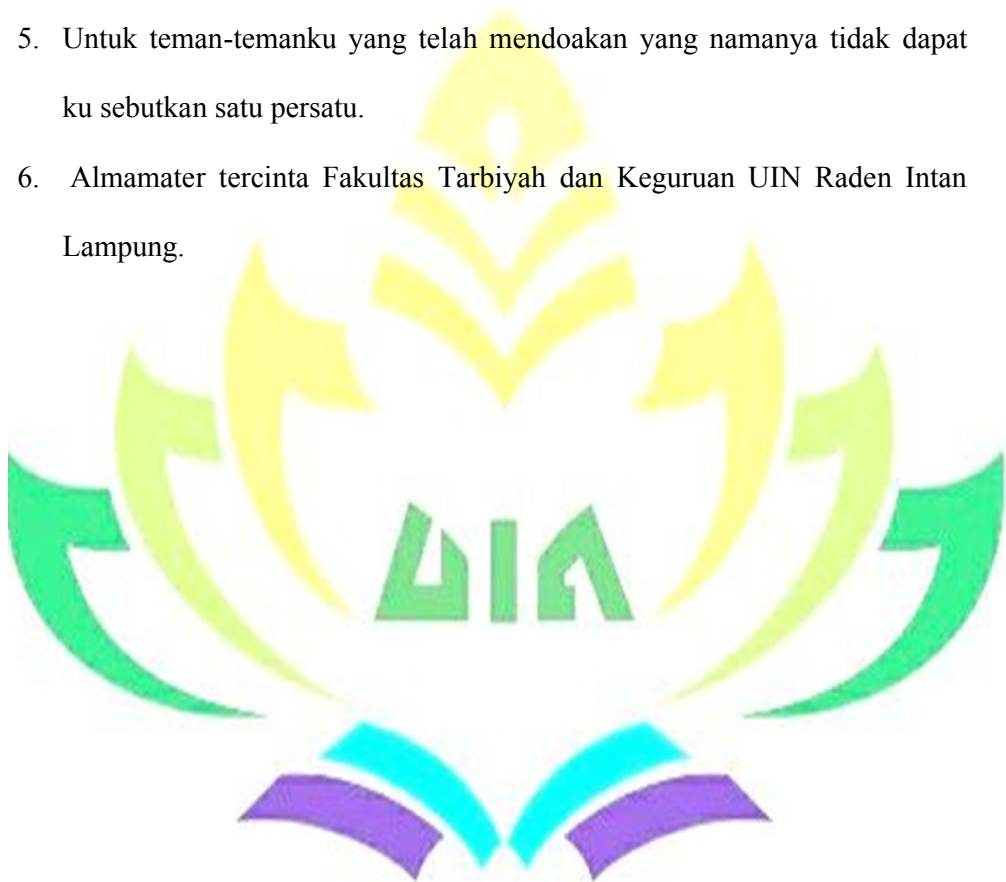 5. Untuk teman-temanku yang telah mendoakan yang namanya tidak dapat
ku sebutkan satu persatu.
6. Almamater tercinta Fakultas Tarbiyah dan Keguruan UIN Raden Intan
Lampung.
UIN